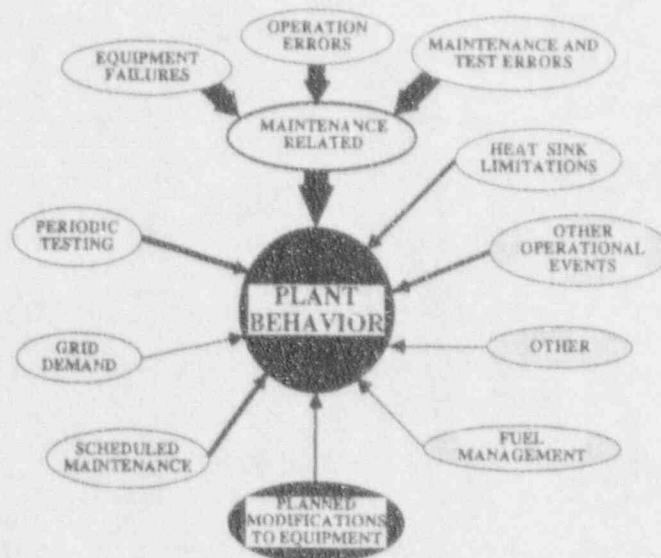 OPERATION
ERRORS
EQUIPMENT
FAILURES
MAINTENANCE AND
TEST ERRORS
MAINTENANCE
RELATED
HEAT SINK
LIMITATIONS
PERIODIC
TESTING
OTHER
OPERATIONAL
EVENTS
PLANT
BEHAVIOR
GRID
DEMAND
OTHER
SCHEDULED
MAINTENANCE
FUEL
MANAGEMENT
PLANNED
MODIFICATIONS
TO EQUIPMENT